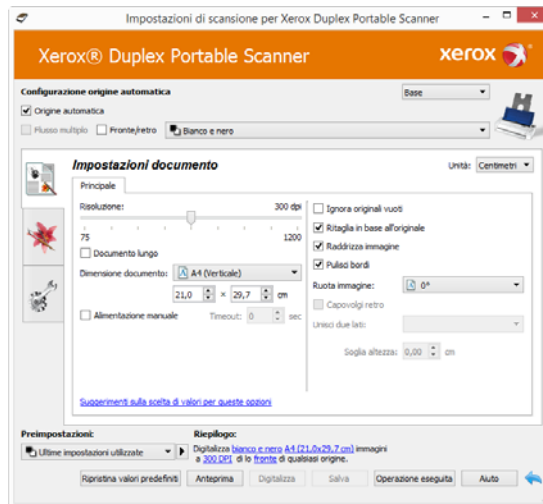 Impostazioni di scansione per Xerox Duplex Portable Scanner
Xerox® Duplex Portable Scanner
xerox
Configurazione origine automatica
Base
Origine automatica
Flusso multiplo
Fronte/retro
Bianco e nero
Impostazioni documento
Unità:
Centimetri
Principale
Risoluzione:
300 dpi
75
1200
Documento lungo
Dimensione documento:
A4 (Verticale)
21,0 × 29,7 cm
Alimentazione manuale
Timeout: 0 sec
Ignora originali vuoti
Ritaglia in base all'originale
Raddrizza immagine
Pulisci bordi
Ruota immagine:
0°
Capovolgi retro
Unisci due lati:
Soglia altezza: 0,00 cm
Suggerimenti sulla scelta di valori per queste opzioni
Preimpostazioni:
Ultime impostazioni utilizzate
Riepilogo:
Digitalizza bianco e nero A4 (21.0x29.7 cm) immagini
a 300 DPI di lo fronte di qualsiasi origine.
Ripristina valori predefiniti
Anteprima
Digitalizza
Salva
Operazione eseguita
Aiuto